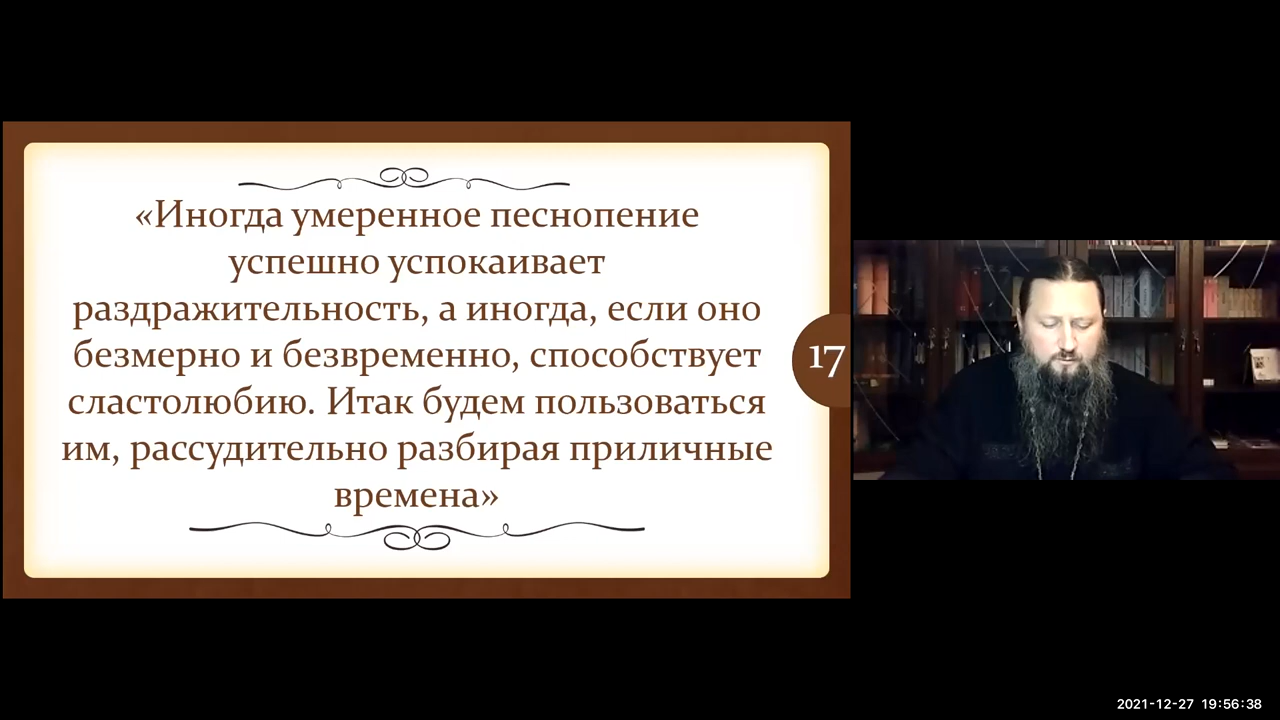 «Иногда умеренное песнопение
успешно успокаивает
раздражительность, а иногда, если оно
безмерно и безвременно, способствует
сластолюбию. Итак будем пользоваться
им, рассудительно разбирая приличные
времена»
17
2021-12-27 19:56:38